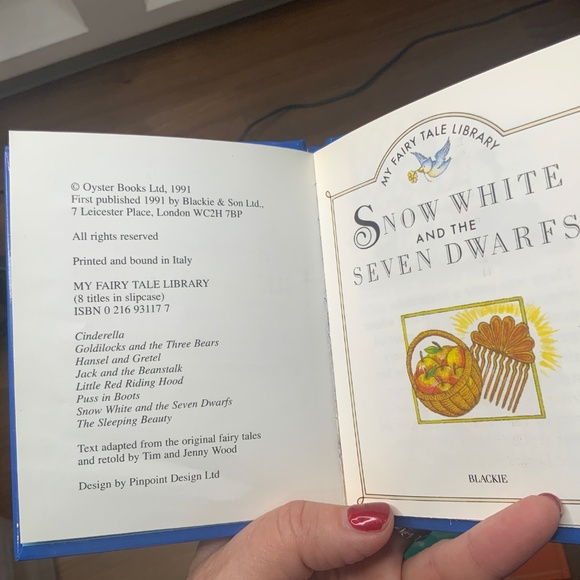 © Oyster Books Ltd, 1991
First published 1991 by Blackie & Son Ltd.,
7 Leicester Place, London WC2H 7BP
All rights reserved
Printed and bound in Italy
MY FAIRY TALE LIBRARY
(8 titles in slipcase)
ISBN 0 216 93117 7
Cinderella
Goldilocks and the Three Bears
Hansel and Gretel
Jack and the Beanstalk
Little Red Riding Hood
Puss in Boots
Snow White and the Seven Dwarfs
The Sleeping Beauty
Text adapted from the original fairy tales
and retold by Tim and Jenny Wood
Design by Pinpoint Design Ltd
MY FAIRY TALE LIBRARY
SNOW WHITE
AND THE
SEVEN DWARFS
BLACKIE